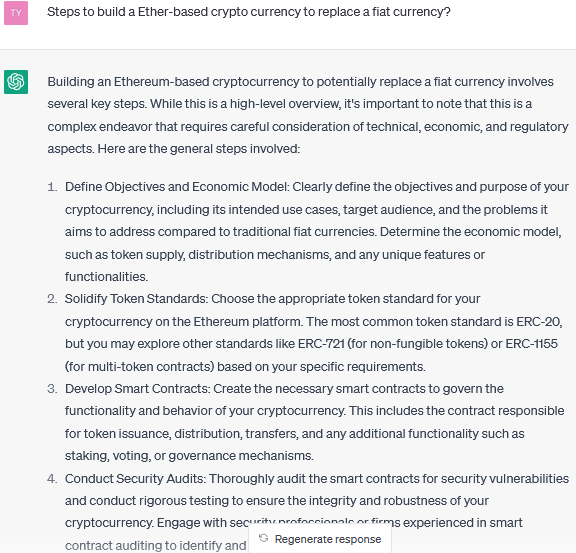 TY
Steps to build a Ether-based crypto currency to replace a fiat currency?
Building an Ethereum-based cryptocurrency to potentially replace a fiat currency involves
several key steps. While this is a high-level overview, it's important to note that this is a
complex endeavor that requires careful consideration of technical, economic, and regulatory
aspects. Here are the general steps involved:
1. Define Objectives and Economic Model: Clearly define the objectives and purpose of your
cryptocurrency, including its intended use cases, target audience, and the problems it
aims to address compared to traditional fiat currencies. Determine the economic model,
such as token supply, distribution mechanisms, and any unique features or
functionalities.
2. Solidify Token Standards: Choose the appropriate token standard for your
cryptocurrency on the Ethereum platform. The most common token standard is ERC-20,
but you may explore other standards like ERC-721 (for non-fungible tokens) or ERC-1155
(for multi-token contracts) based on your specific requirements.
3. Develop Smart Contracts: Create the necessary smart contracts to govern the
functionality and behavior of your cryptocurrency. This includes the contract responsible
for token issuance, distribution, transfers, and any additional functionality such as
staking, voting, or governance mechanisms.
4. Conduct Security Audits: Thoroughly audit the smart contracts for security vulnerabilities
and conduct rigorous testing to ensure the integrity and robustness of your
cryptocurrency. Engage with security professionals or firms experienced in smart
contract auditing to identify and
Regenerate response